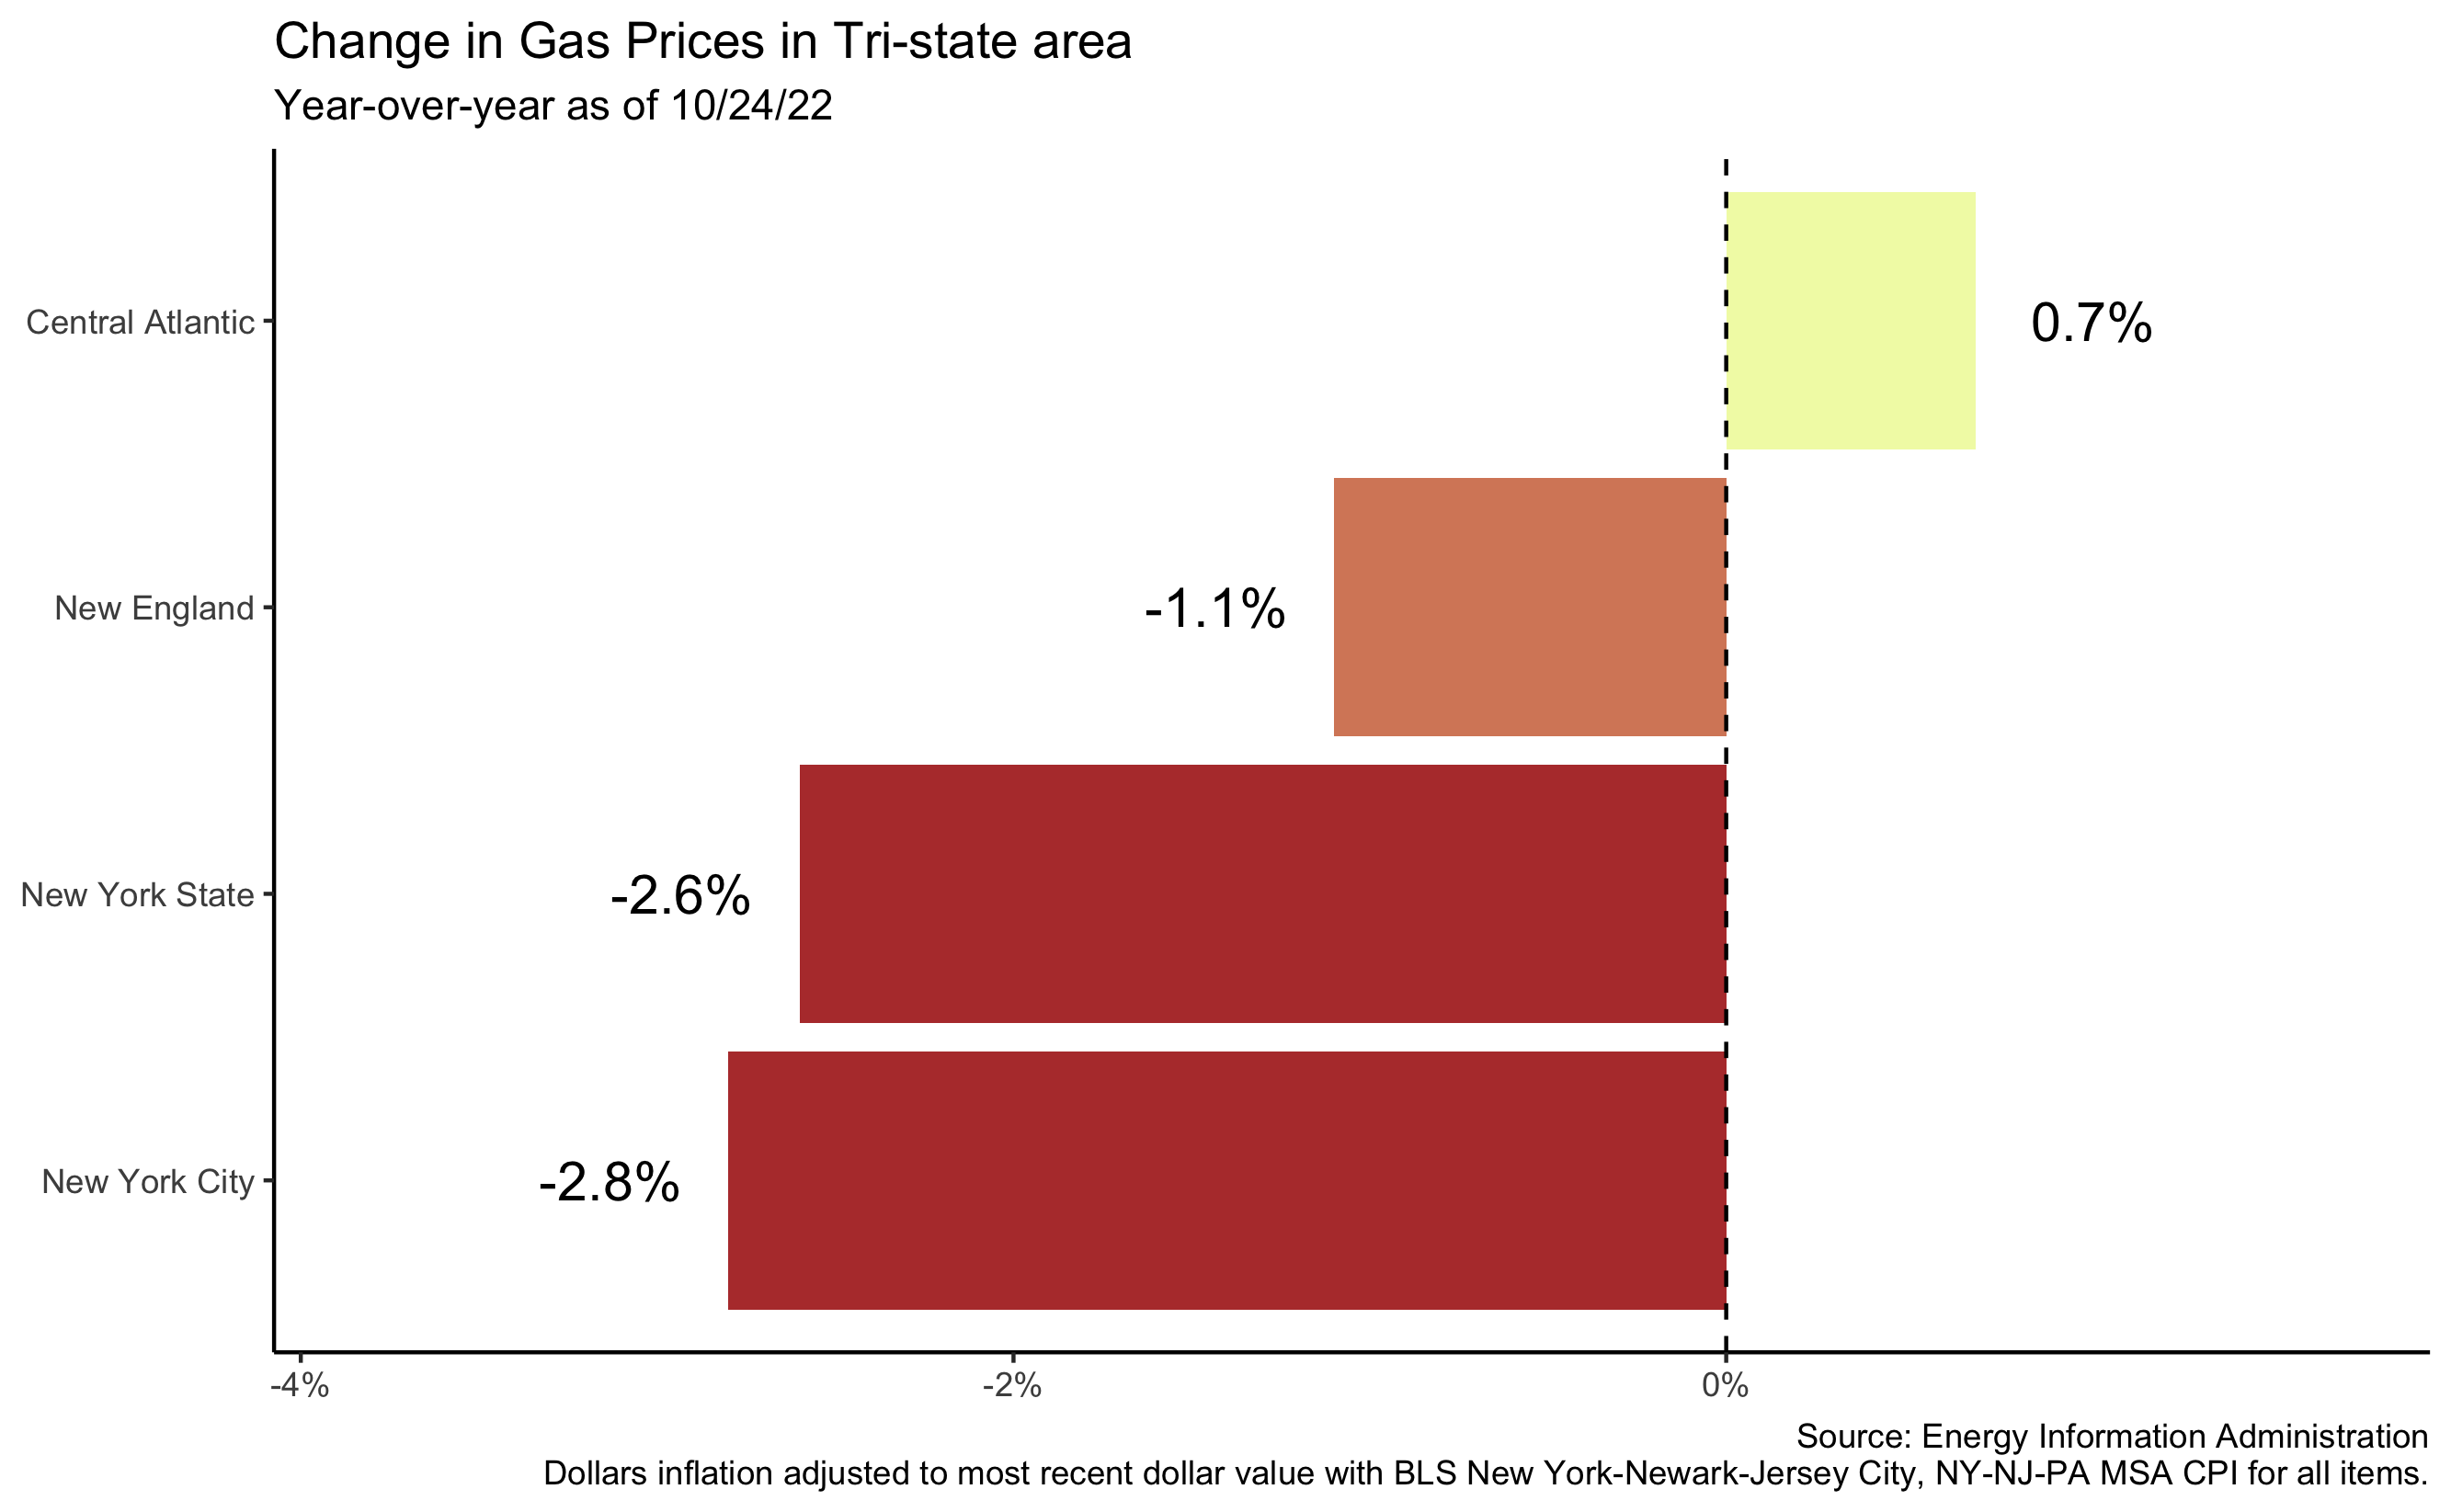 Change in Gas Prices in Tri-state area
Year-over-year as of 10/24/22
Central Atlantic
0.7%
New England
-1.1%
New York State
-2.6%
New York City
-2.8%
-4%
-2%
0%
Source: Energy Information Administration
Dollars inflation adjusted to most recent dollar value with BLS New York-Newark-Jersey City, NY-NJ-PA MSA CPI for all items.